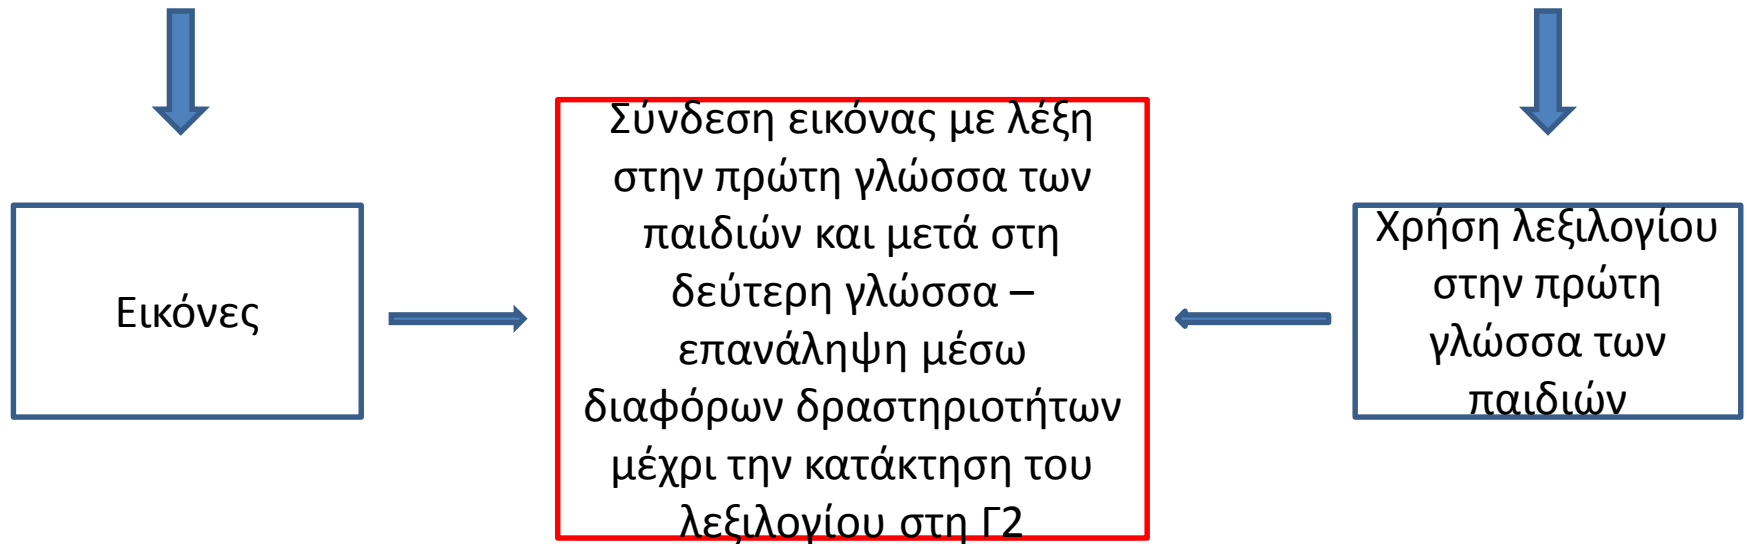 Εικόνες
Σύνδεση εικόνας με λέξη
στην πρώτη γλώσσα των
παιδιών και μετά στη
δεύτερη γλώσσα –
επανάληψη μέσω
διαφόρων δραστηριοτήτων
μέχρι την κατάκτηση του
λεξιλογίου στη Γ2
Χρήση λεξιλογίου
στην πρώτη
γλώσσα των
παιδιών